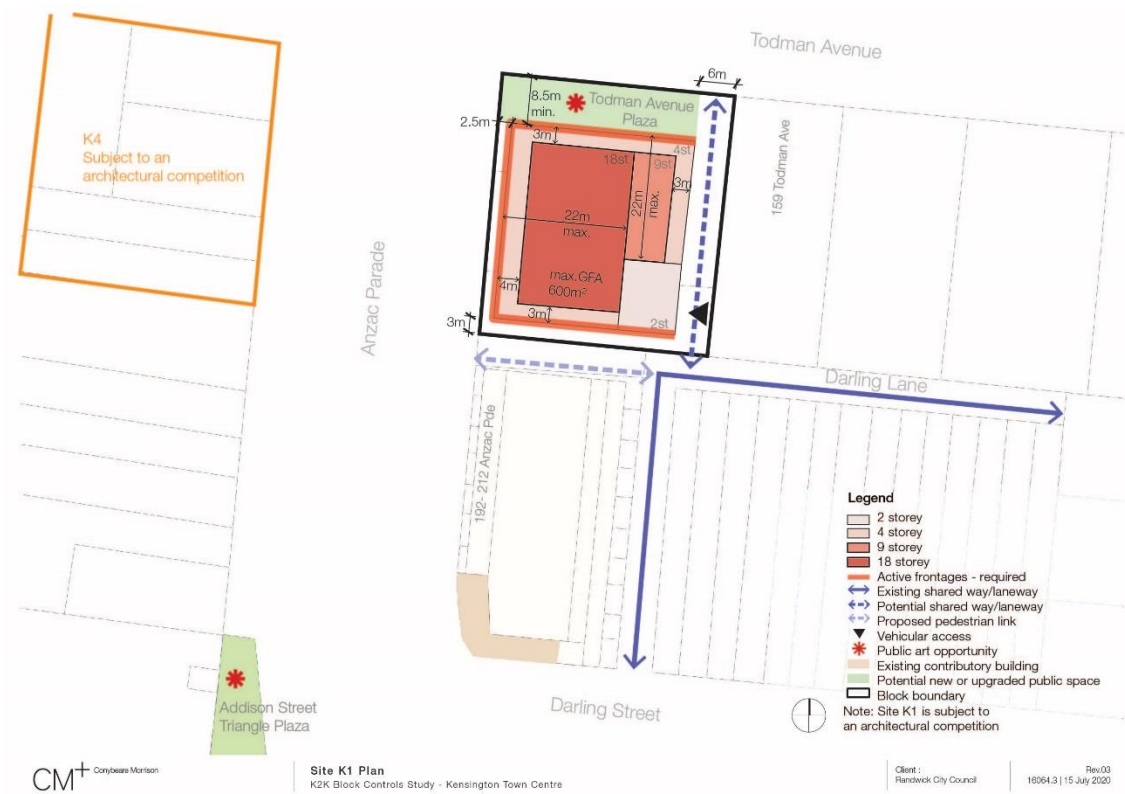 Todman Avenue
6m
8.5m
min.
Todman Avenue
Plaza
2.5m
3m
4st
18st
9st
3m
K4
Subject to an
architectural competition
159 Todman Ave
22m
max.
22m
max.
Anzac Parade
max.GFA
600m²
4m
3m
3m
2st
Darling Lane
192- 212 Anzac Pde
Legend
2 storey
4 storey
9 storey
18 storey
Active frontages - required
Existing shared way/laneway
Potential shared way/laneway
Proposed pedestrian link
Vehicular access
Public art opportunity
Existing contributory building
Potential new or upgraded public space
Block boundary
Note: Site K1 is subject to
an architectural competition
Addison Street
Triangle Plaza
Darling Street
CM+ Conybeare Morrison
Site K1 Plan
K2K Block Controls Study - Kensington Town Centre
Client :
Randwick City Council
Rev.03
16064.3 | 15 July 2020